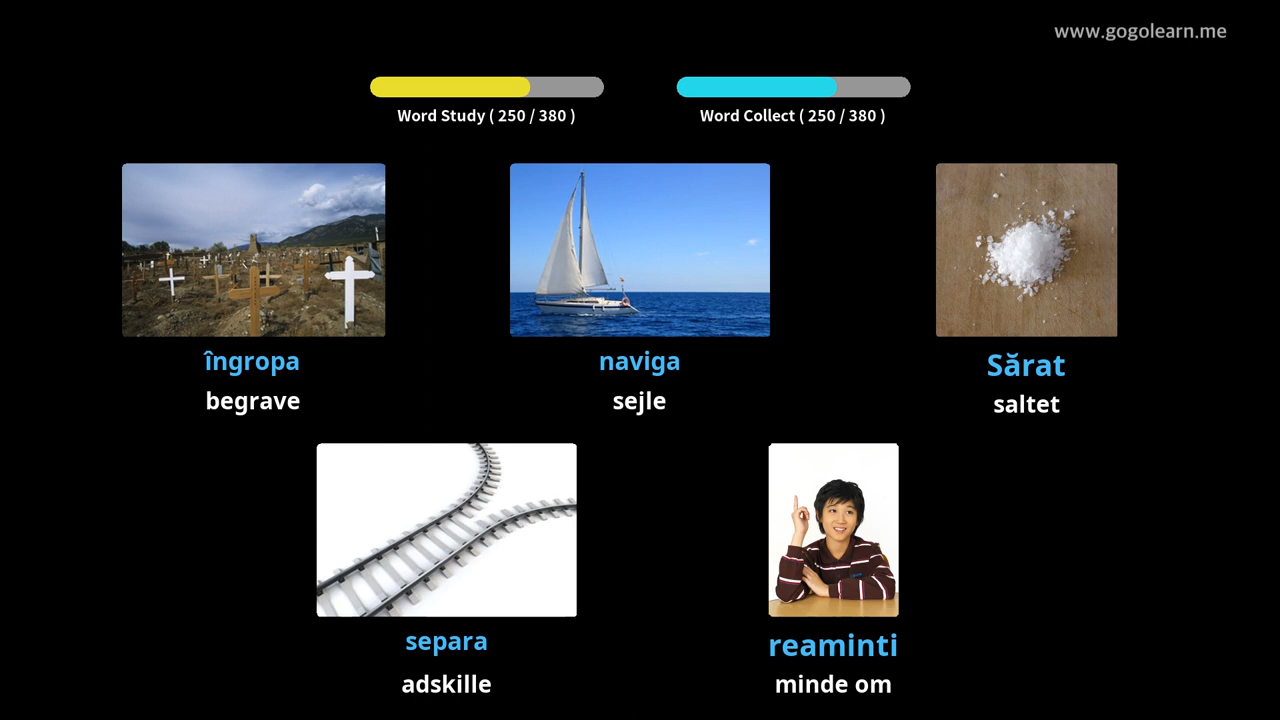 www.gogolearn.me
Word Study ( 250 / 380 )
Word Collect ( 250 / 380 )
îngropa
begrave
naviga
sejle
Sărat
saltet
separa
adskille
reaminti
minde om